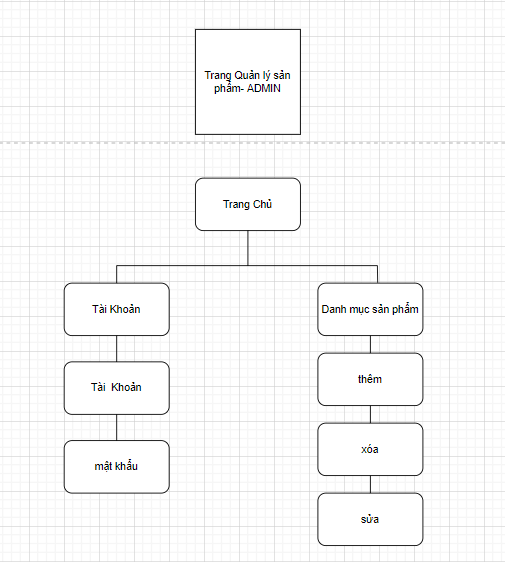 Trang Quản lý sản
phẩm- ADMIN
Trang Chủ
Tài Khoản
Danh mục sản phẩm
Tài Khoản
thêm
mật khẩu
xóa
sửa